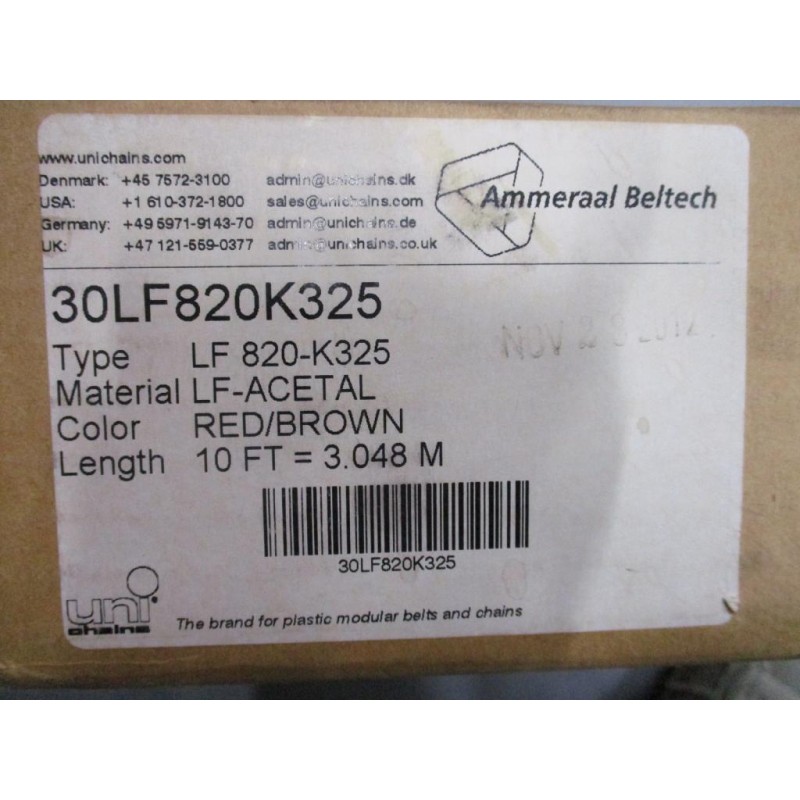 www.unichains.com
Denmark: +45 7572-3100 admin@unichains.dk
USA: +1 610-372-1800 sales@unichains.com
Germany: +49 5971-9143-70 admin@unichains.de
UK: +47 121-559-0377 admin@unichains.co.uk
Ammeraal Beltech
30LF820K325
Type LF 820-K325
Material LF-ACETAL
Color RED/BROWN
Length 10 FT = 3.048 M
NOV 2 2012
30LF820K325
uni
chains
The brand for plastic modular belts and chains